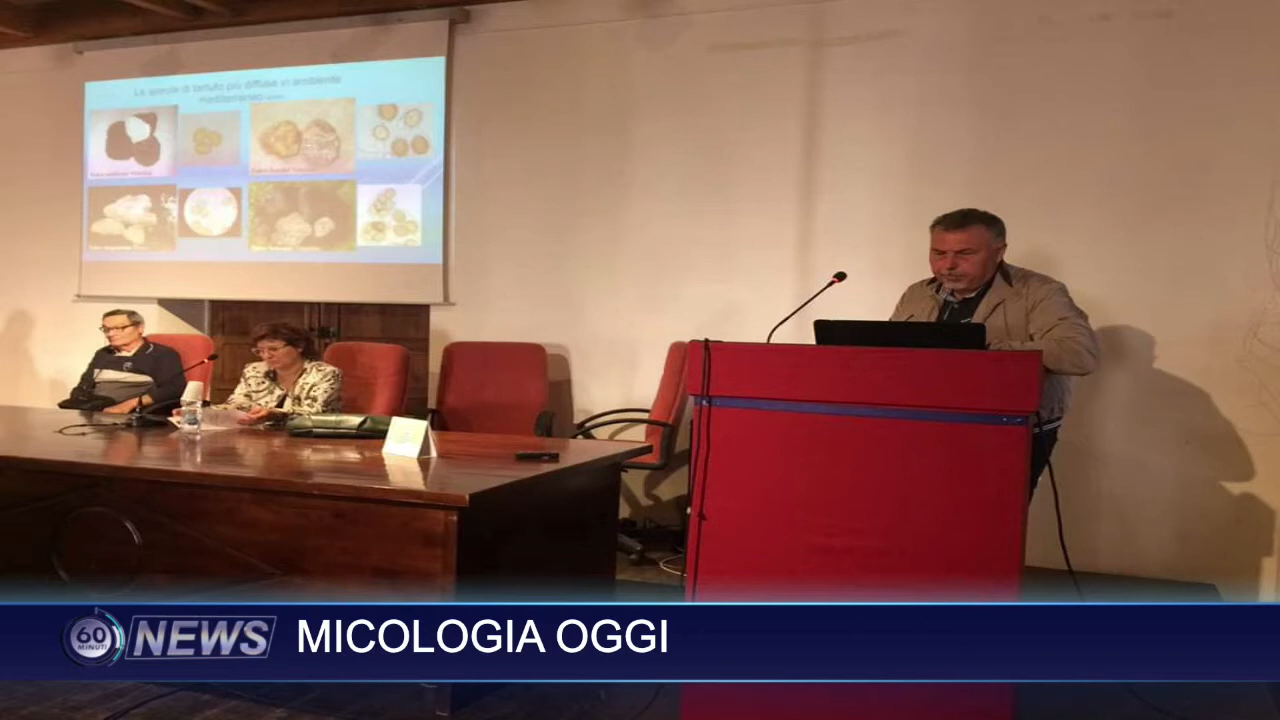 Le specie di tartufo più diffuse in ambiente
mediterraneo
60
MINUTI
NEWS
MICOLOGIA OGGI